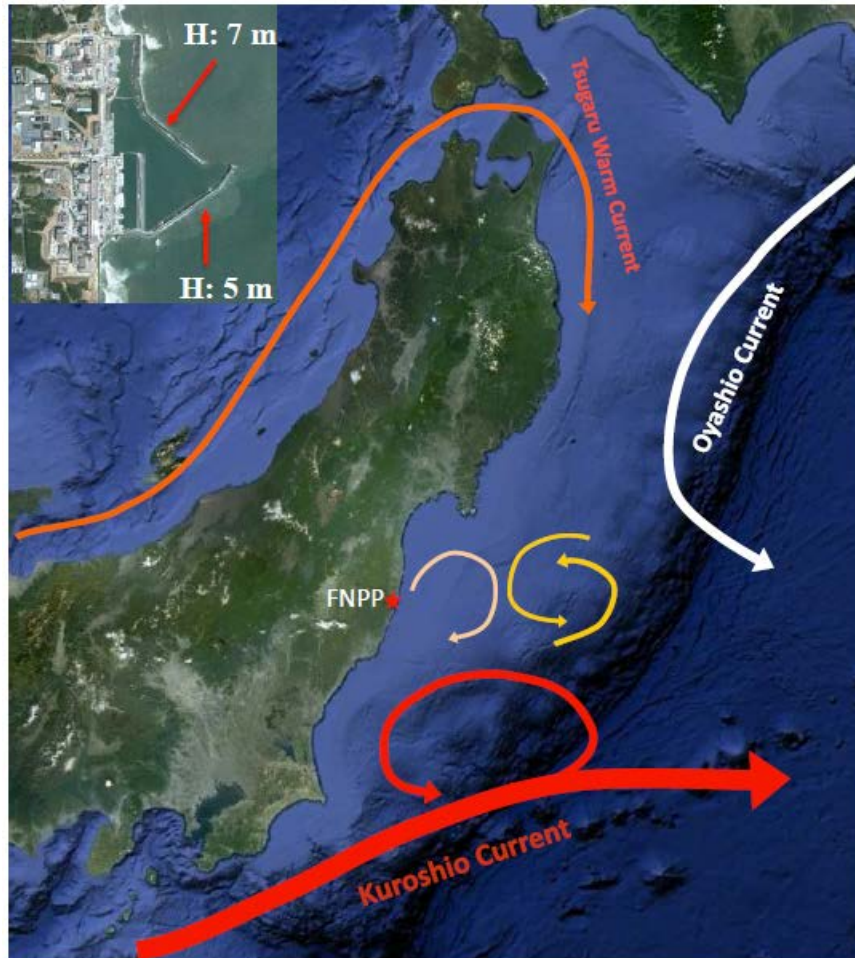 H: 7 m
H: 5 m
Tsugaru Warm Current
Oyashio Current
FNPP
Kuroshio Current